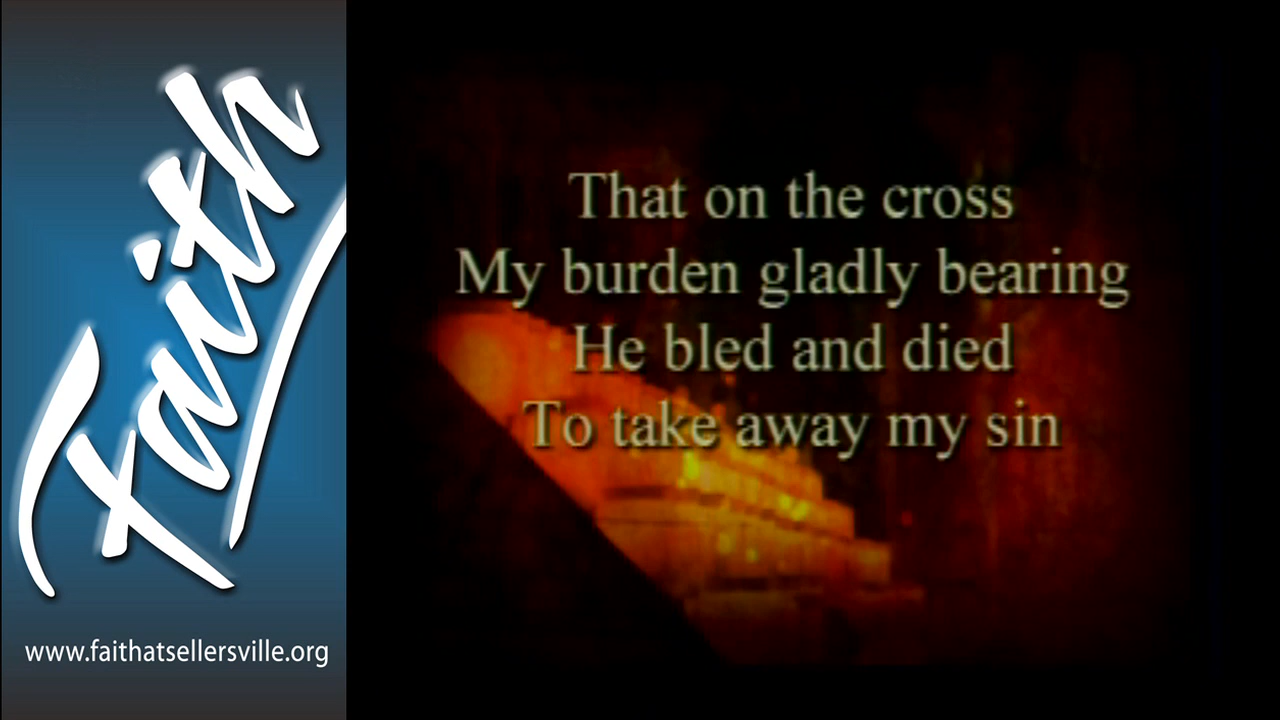 Faith
www.faithatsellersville.org
That on the cross
My burden gladly bearing
He bled and died
To take away my sin